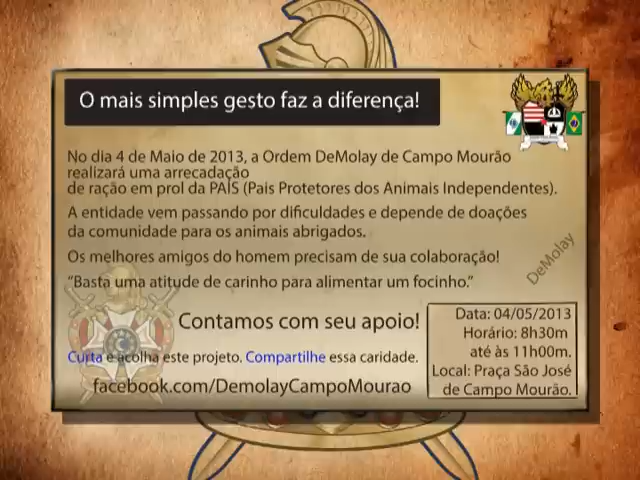 O mais simples gesto faz a diferença!
No dia 4 de Maio de 2013, a Ordem DeMolay de Campo Mourão
realizará uma arrecadação
de ração em prol da PAIS (Pais Protetores dos Animais Independentes).
A entidade vem passando por dificuldades e depende de doações
da comunidade para os animais abrigados.
Os melhores amigos do homem precisam de sua colaboração!
DeMolay
"Basta uma atitude de carinho para alimentar um focinho."
Contamos com seu apoio!
Curta e acolha este projeto. Compartilhe essa caridade.
facebook.com/DemolayCampoMourao
Data: 04/05/2013
Horário: 8h30m
até às 11h00m.
Local: Praça São José
de Campo Mourão.